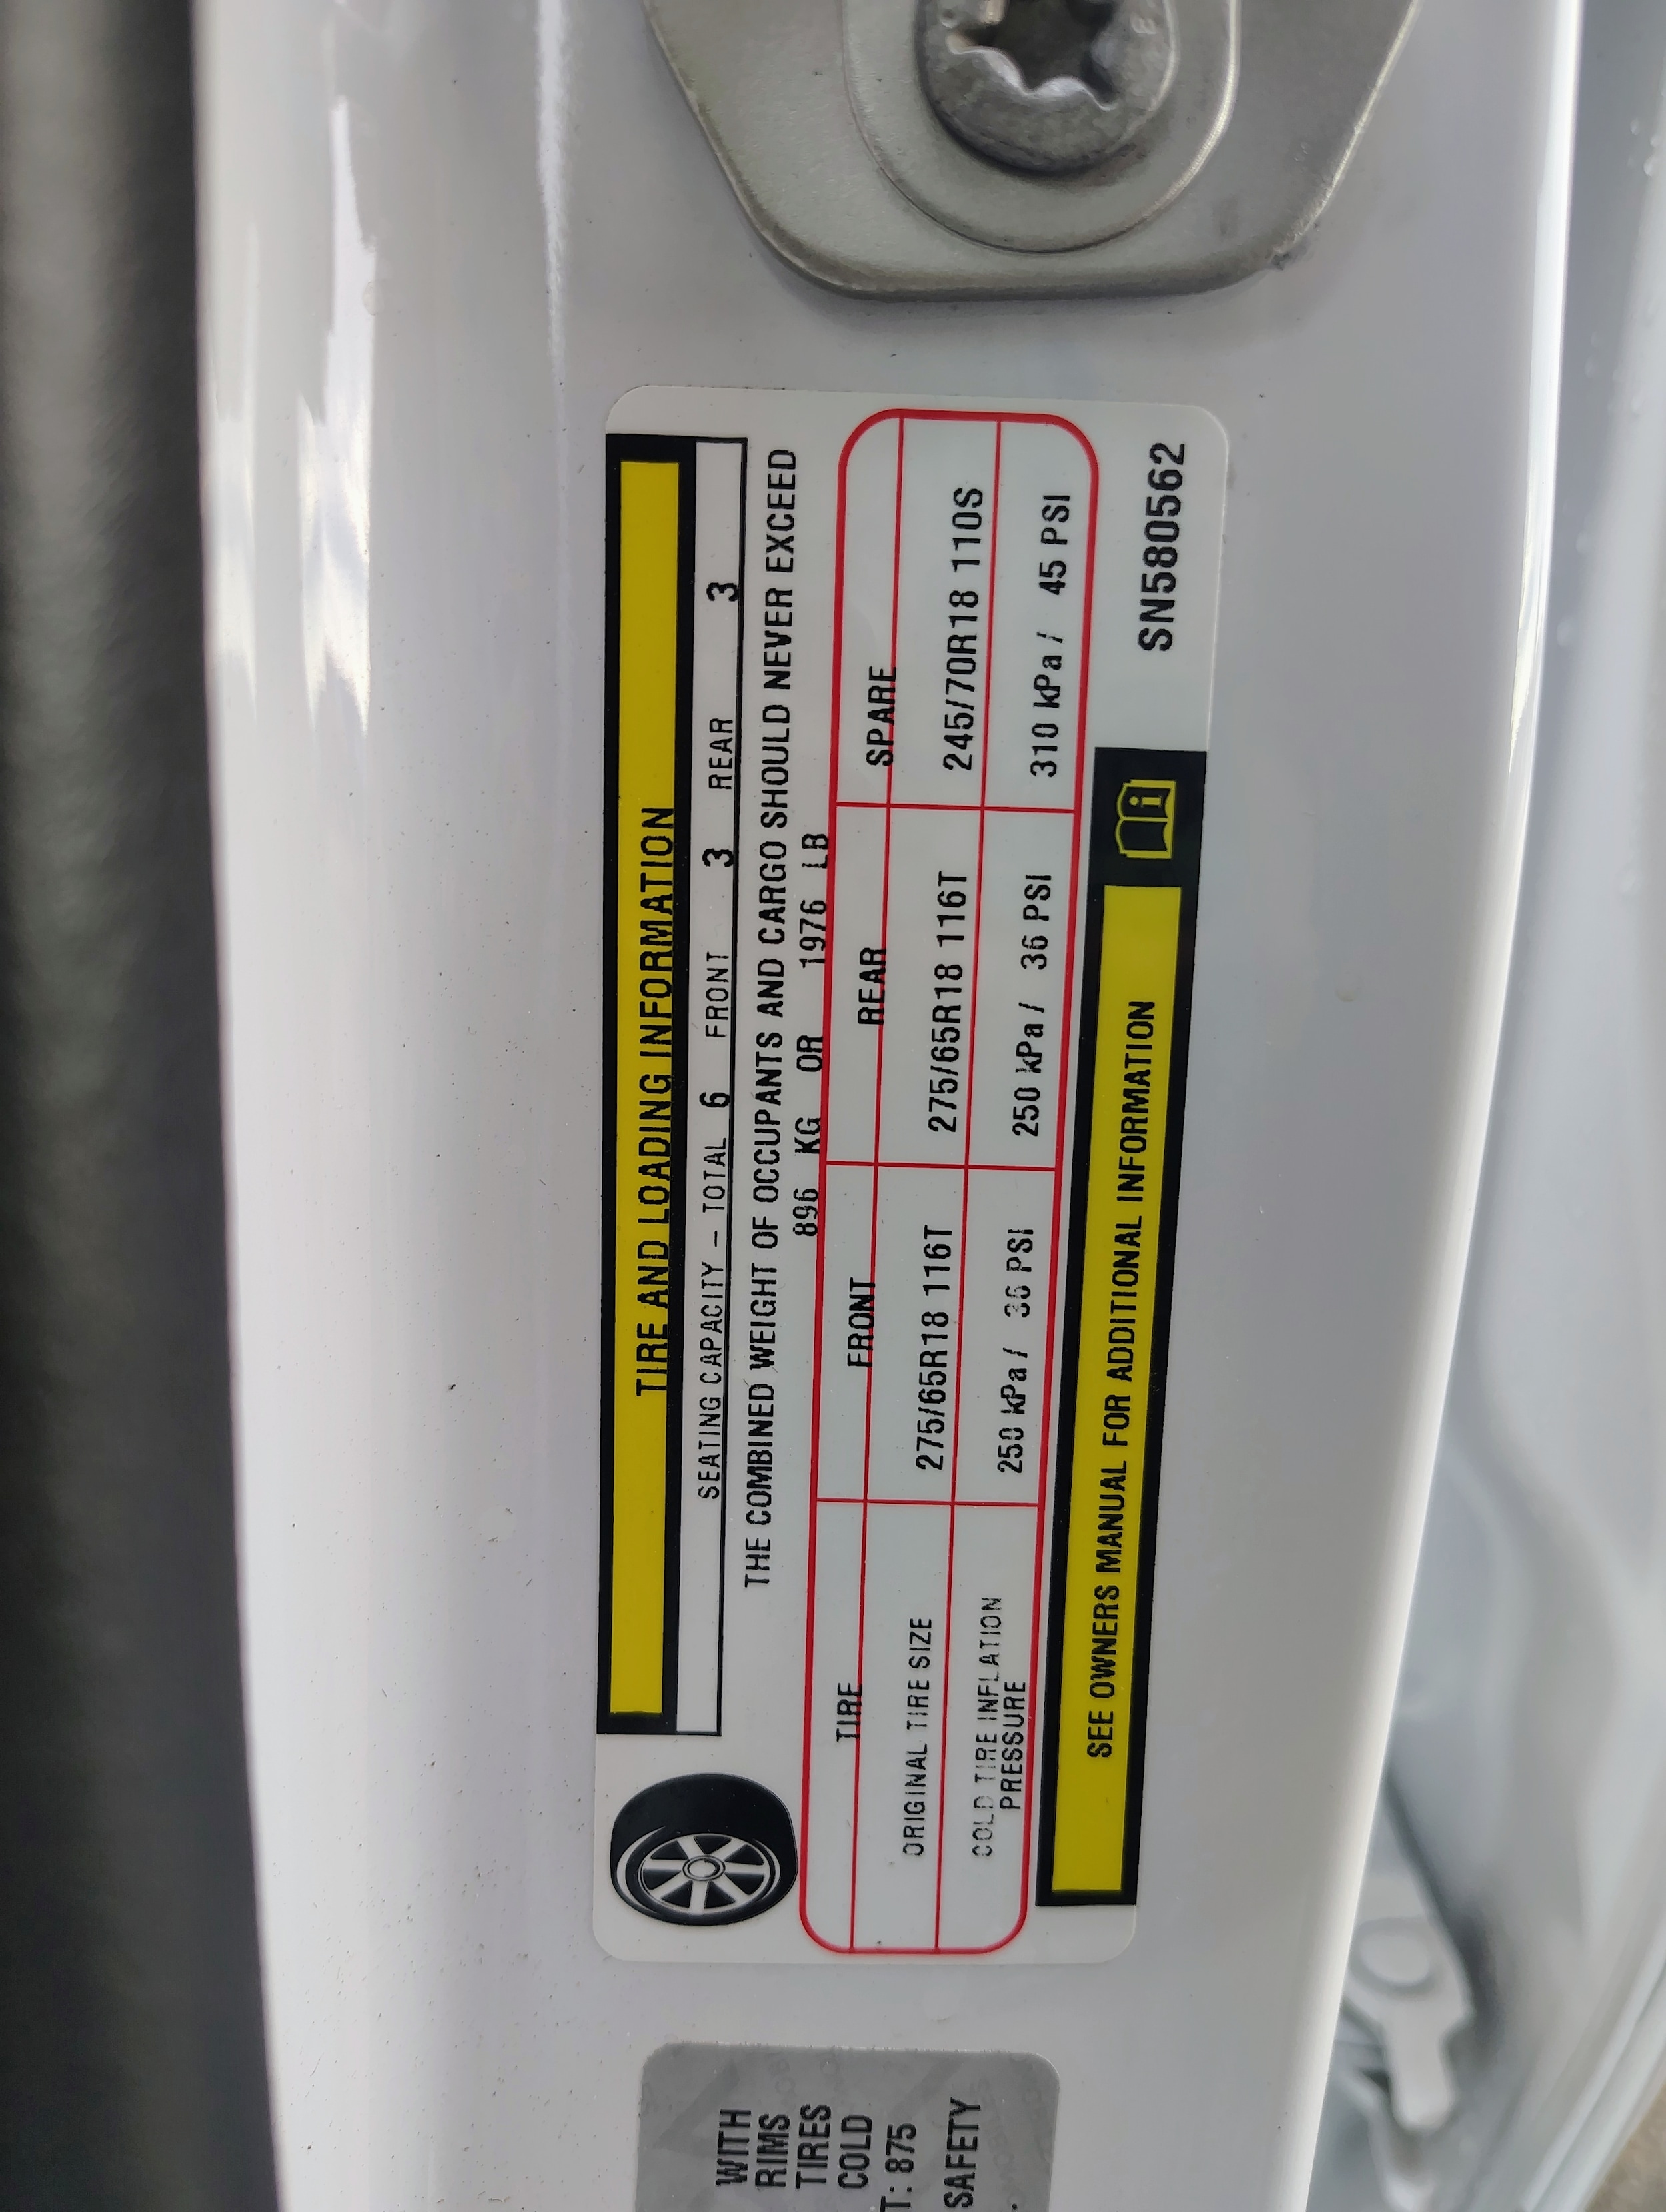 TIRE AND LOADING INFORMATION
SEATING CAPACITY – TOTAL 6 FRONT 3 REAR 3
THE COMBINED WEIGHT OF OCCUPANTS AND CARGO SHOULD NEVER EXCEED
896 KG OR 1976 LB
TIRE FRONT REAR SPARE
ORIGINAL TIRE SIZE 275/65R18 116T 275/65R18 116T 245/70R18 110S
COLD TIRE INFLATION PRESSURE 250 kPa / 36 PSI 250 kPa / 36 PSI 310 kPa / 45 PSI
SEE OWNERS MANUAL FOR ADDITIONAL INFORMATION
SN580562
WITH
RIMS
TIRES
COLD
T: 875
SAFETY